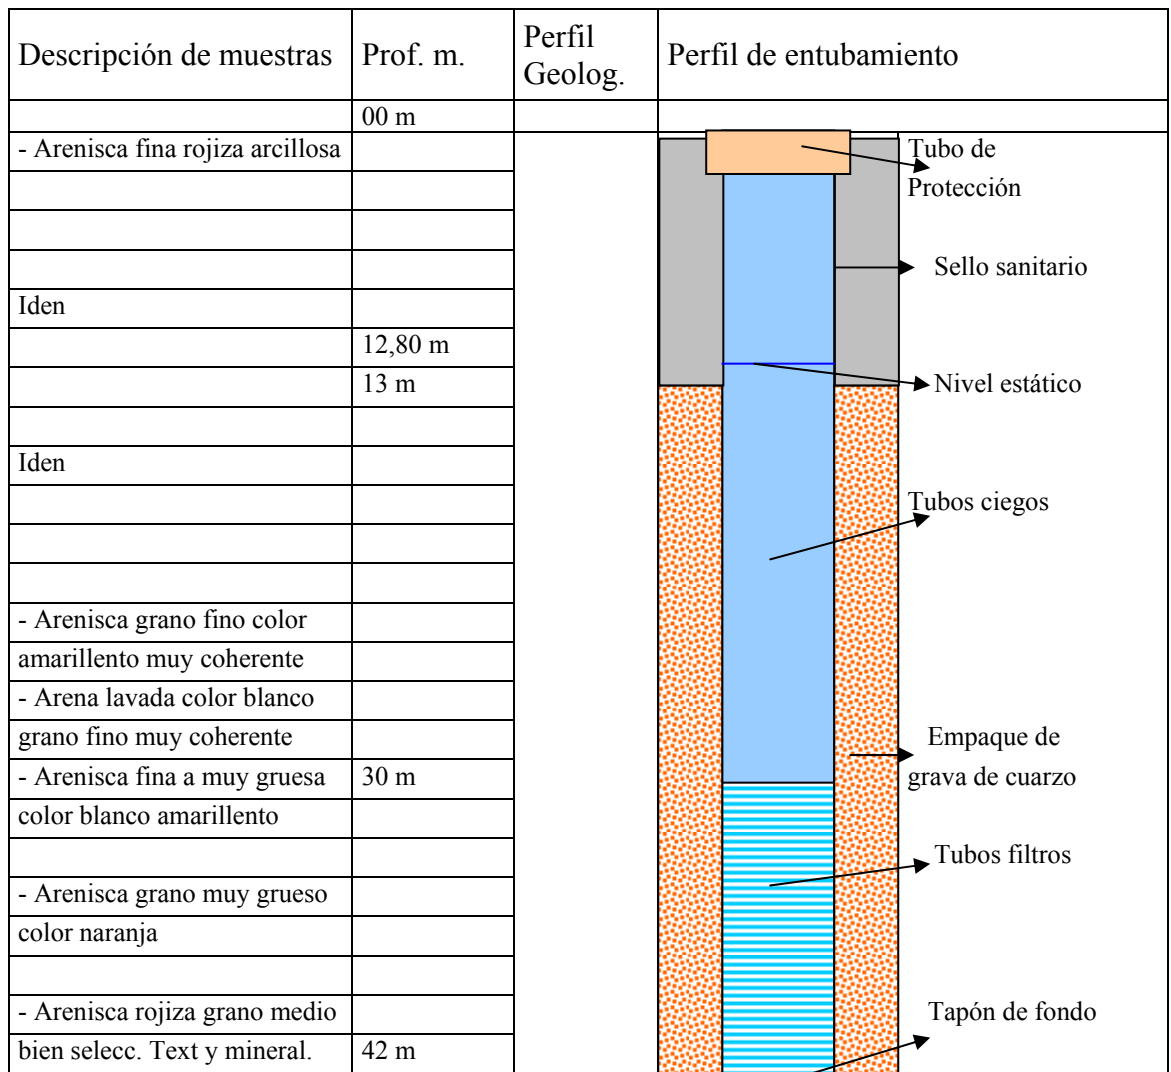 Descripción de muestras
Prof. m.
Perfil
Geolog.
Perfil de entubamiento
00 m
- Arenisca fina rojiza arcillosa
Tubo de
Protección
Sello sanitario
Iden
12,80 m
13 m
Nivel estático
Iden
Tubos ciegos
- Arenisca grano fino color
amarillento muy coherente
- Arena lavada color blanco
grano fino muy coherente
Empaque de
- Arenisca fina a muy gruesa
30 m
grava de cuarzo
color blanco amarillento
Tubos filtros
- Arenisca grano muy grueso
color naranja
- Arenisca rojiza grano medio
Tapón de fondo
bien selecc. Text y mineral.
42 m